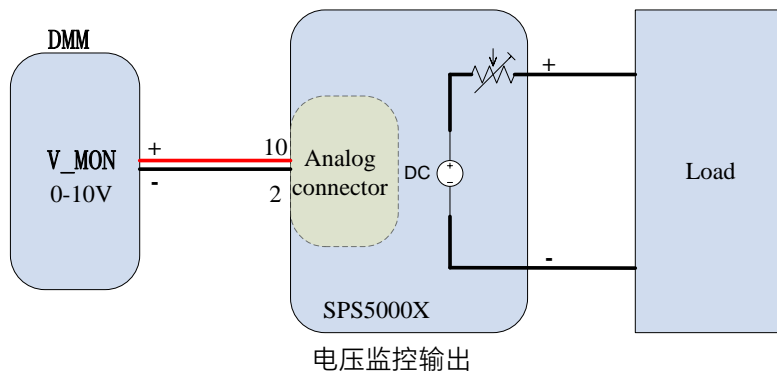 DMM
V_MON
0-10V
+
-
10
2
Analog
connector
DC
+
-
+
-
Load
SPS5000X
电压监控输出